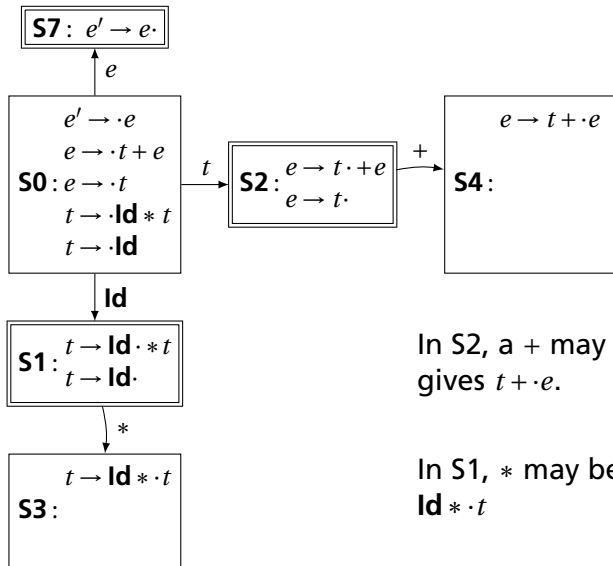 S7: e′ → e·
e
e′ → ·e
e → ·t + e
S0: e → ·t
t → ·Id ∗ t
t → ·Id
t
S2: e → t· + e
e → t·
+
e → t + ·e
S4:
Id
S1: t → Id· ∗ t
t → Id·
∗
t → Id ∗ ·t
S3:
In S2, a + may
gives t + ·e.
In S1, ∗ may be
Id ∗ ·t